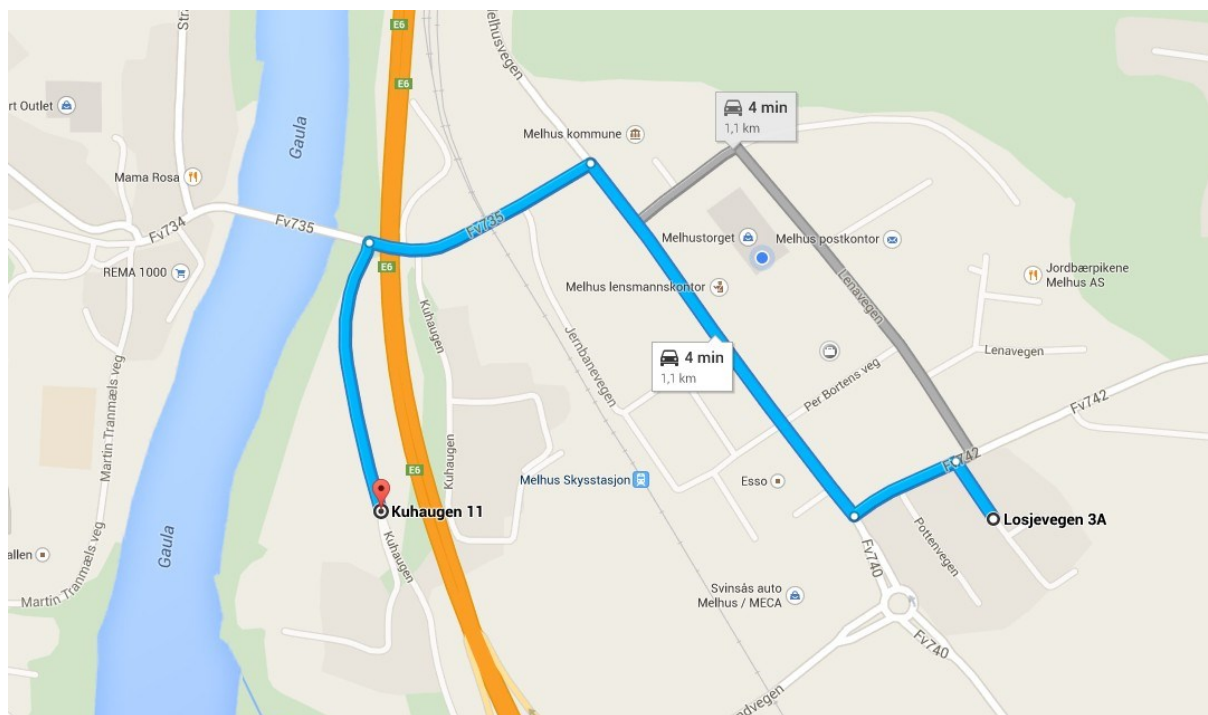 E6
Str
Melhusvegen
E6
4 min
1,1 km
rt Outlet
Gaula
Melhus kommune
Mama Rosa
Fv734
Fv735
Fv735
Melhustorget
Melhus postkontor
REMA 1000
E6
Jordbærpikene
Melhus AS
Melhus lensmannskontor
Kuhaugen
Lenavegen
Jernbanevegen
4 min
1,1 km
Lenavegen
Per Bortens veg
Fv742
Martin Tranmæls veg
Kuhaugen
Fv742
E6
Melhus Skysstasjon
Esso
Kuhaugen 11
Losjevegen 3A
Gaula
Kuhaugen
Pottenvegen
Fv740
allen
Martin Tranmæls veg
Svinsås auto
Melhus / MECA
Fv740
ndvegen